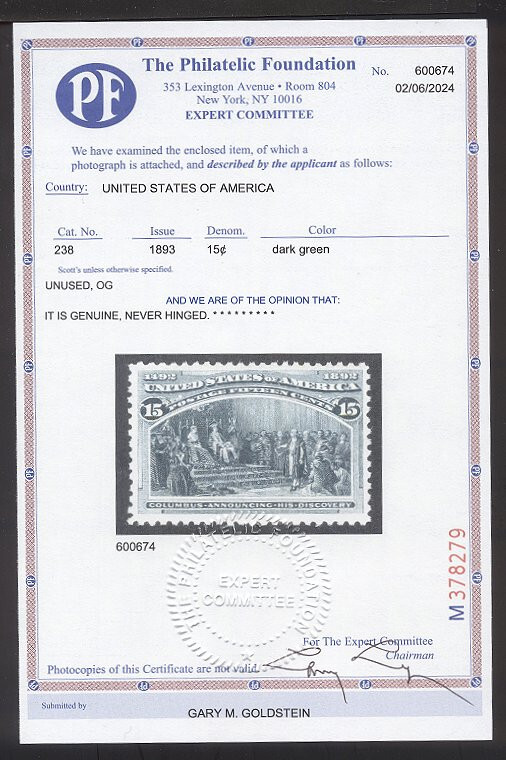 PF
The Philatelic Foundation
353 Lexington Avenue • Room 804
New York, NY 10016
EXPERT COMMITTEE
No. 600674
02/06/2024
We have examined the enclosed item, of which a
photograph is attached, and described by the applicant as follows:
Country: UNITED STATES OF AMERICA
Cat. No. Issue Denom. Color
238 1893 15¢ dark green
Scott's unless otherwise specified.
UNUSED, OG
AND WE ARE OF THE OPINION THAT:
IT IS GENUINE, NEVER HINGED. * * * * * * * * *
1492 1892
UNITED STATES OF AMERICA
POSTAGE FIFTEEN CENTS
15 15
COLUMBUS ANNOUNCING HIS DISCOVERY
600674
THE PHILATELIC FOUNDATION
EXPERT
COMMITTEE
M 378279
For The Expert Committee
Chairman
Photocopies of this Certificate are not valid.
Submitted by
GARY M. GOLDSTEIN